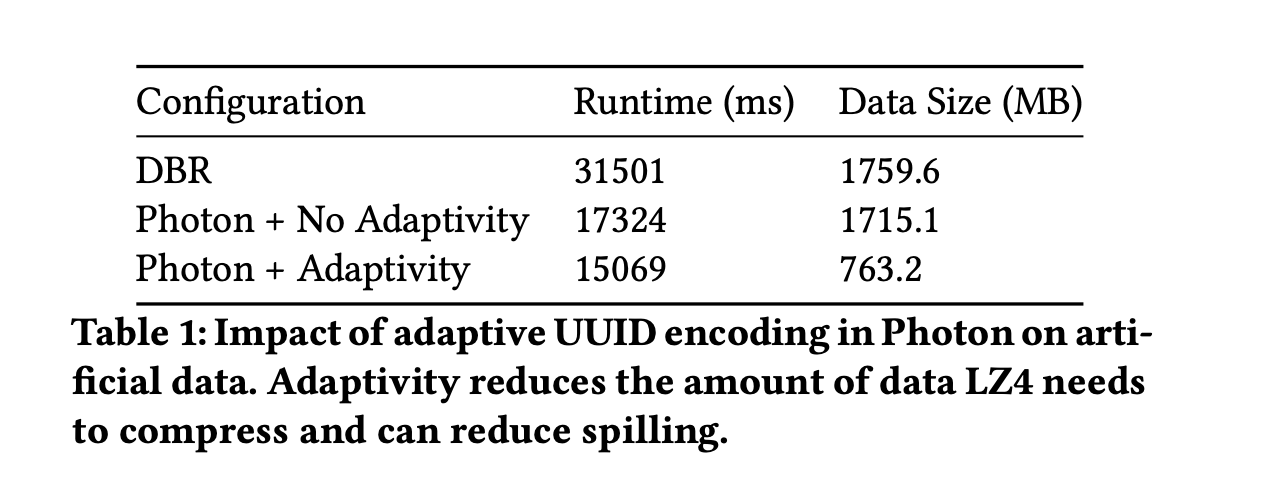 Configuration Runtime (ms) Data Size (MB)
DBR 31501 1759.6
Photon + No Adaptivity 17324 1715.1
Photon + Adaptivity 15069 763.2
Table 1: Impact of adaptive UUID encoding in Photon on arti-
ficial data. Adaptivity reduces the amount of data LZ4 needs
to compress and can reduce spilling.